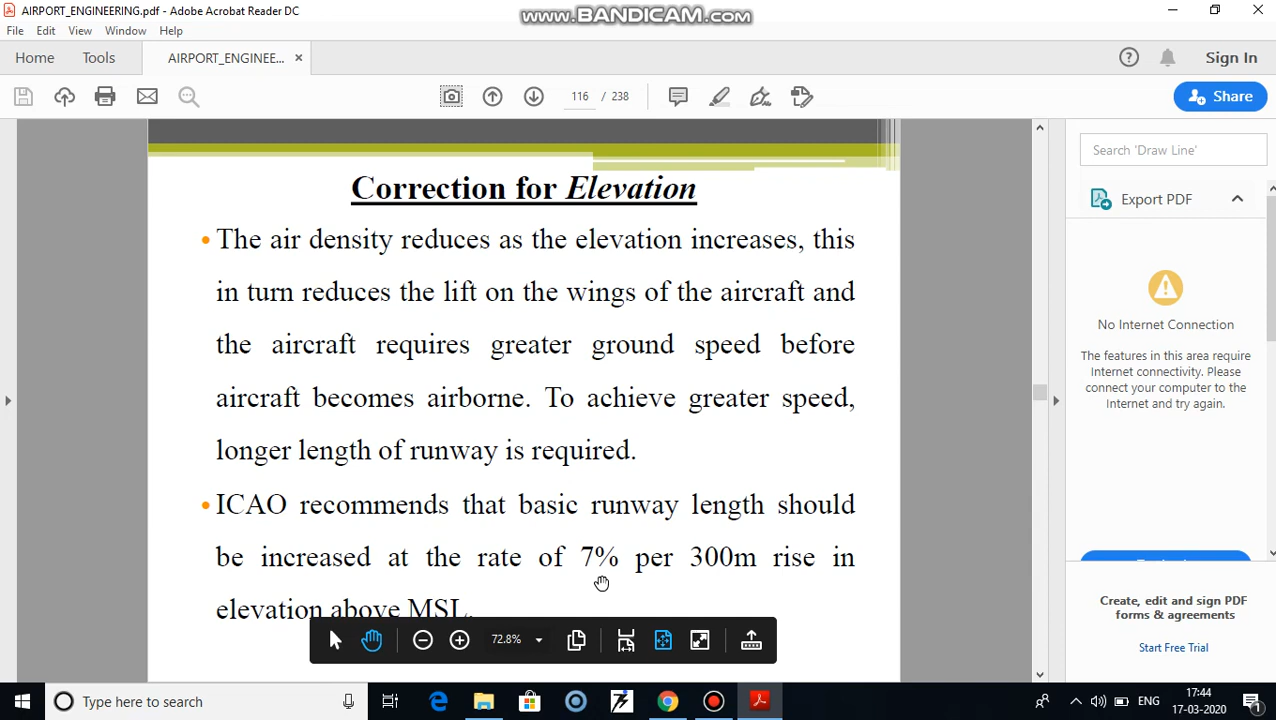 AIRPORT_ENGINEERING.pdf - Adobe Acrobat Reader DC
www.BANDICAM.com
File Edit View Window Help
Home Tools AIRPORT_ENGINEE... ×
Sign In
116 / 238
Share
Correction for Elevation
• The air density reduces as the elevation increases, this
in turn reduces the lift on the wings of the aircraft and
the aircraft requires greater ground speed before
aircraft becomes airborne. To achieve greater speed,
longer length of runway is required.
• ICAO recommends that basic runway length should
be increased at the rate of 7% per 300m rise in
elevation above MSL.
72.8%
Search 'Draw Line'
Export PDF
No Internet Connection
The features in this area require
Internet connectivity. Please
connect your computer to the
Internet and try again.
Create, edit and sign PDF
forms & agreements
Start Free Trial
Type here to search
ENG
17:44
17-03-2020
1